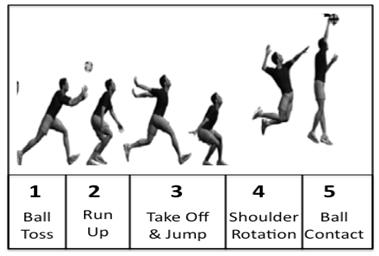 1 2 3 4 5
Ball Toss
Run Up
Take Off & Jump
Shoulder Rotation
Ball Contact